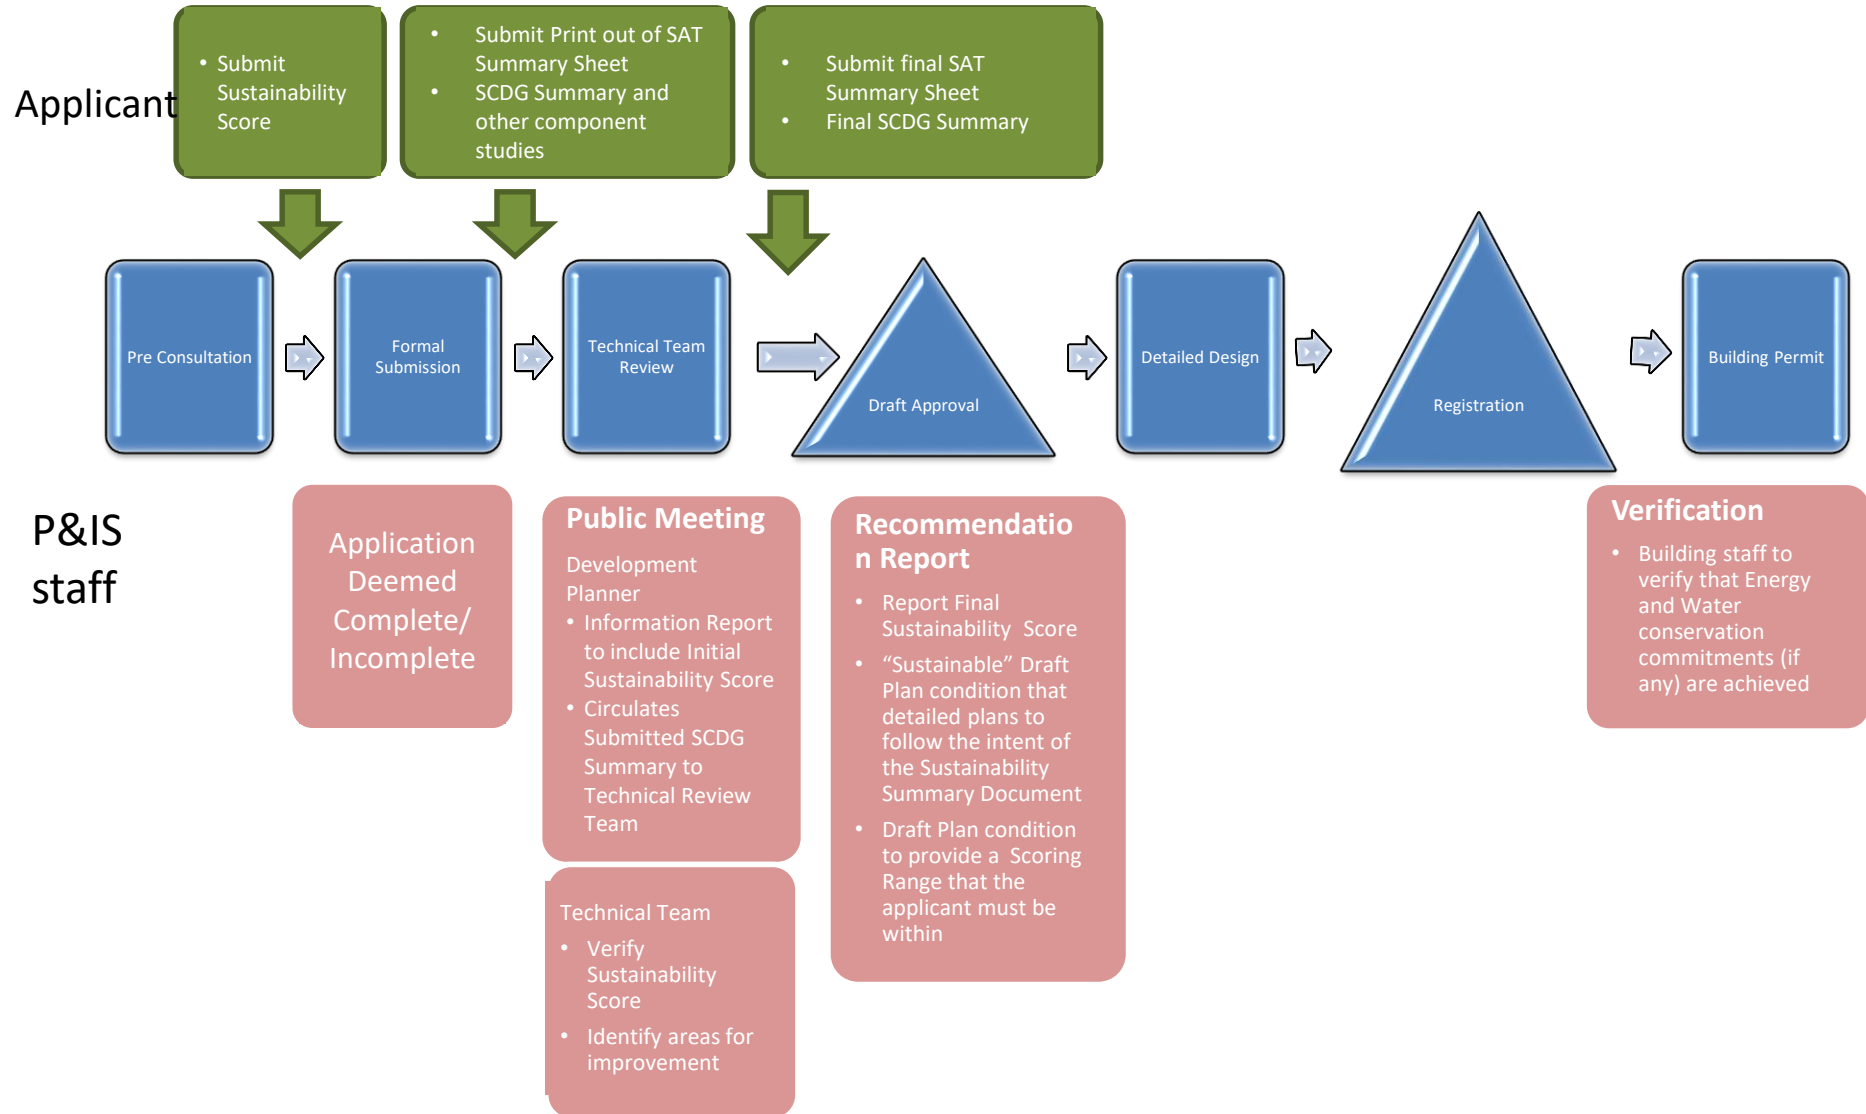 Applicant
• Submit
Sustainability
Score
• Submit Print out of SAT
Summary Sheet
• SCDG Summary and
other component
studies
• Submit final SAT
Summary Sheet
• Final SCDG Summary
Pre Consultation
Formal
Submission
Technical Team
Review
Draft Approval
Detailed Design
Registration
Building Permit
P&IS
staff
Application
Deemed
Complete/
Incomplete
Public Meeting
Development
Planner
• Information Report
to include Initial
Sustainability Score
• Circulates
Submitted SCDG
Summary to
Technical Review
Team
Technical Team
• Verify
Sustainability
Score
• Identify areas for
improvement
Recommendatio
n Report
• Report Final
Sustainability Score
• “Sustainable” Draft
Plan condition that
detailed plans to
follow the intent of
the Sustainability
Summary Document
• Draft Plan condition
to provide a Scoring
Range that the
applicant must be
within
Verification
• Building staff to
verify that Energy
and Water
conservation
commitments (if
any) are achieved